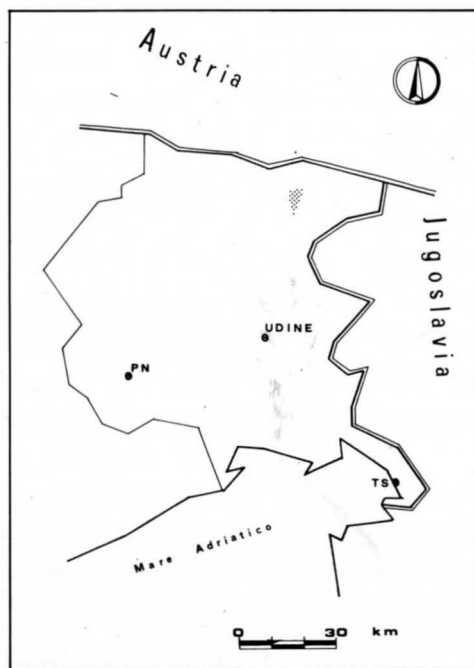 Austria
Jugoslavia
UDINE
PN
TS
Mare Adriatico
0 30 km